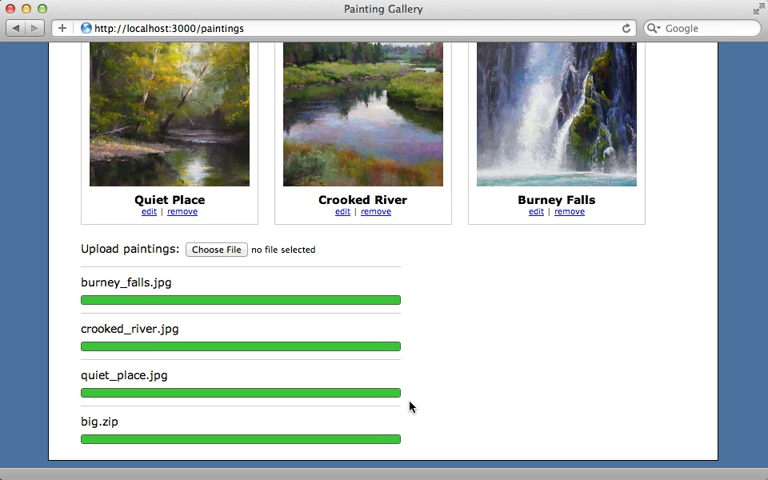 Painting Gallery
http://localhost:3000/paintings
Google
Quiet Place
edit | remove
Crooked River
edit | remove
Burney Falls
edit | remove
Upload paintings: Choose File no file selected
burney_falls.jpg
crooked_river.jpg
quiet_place.jpg
big.zip